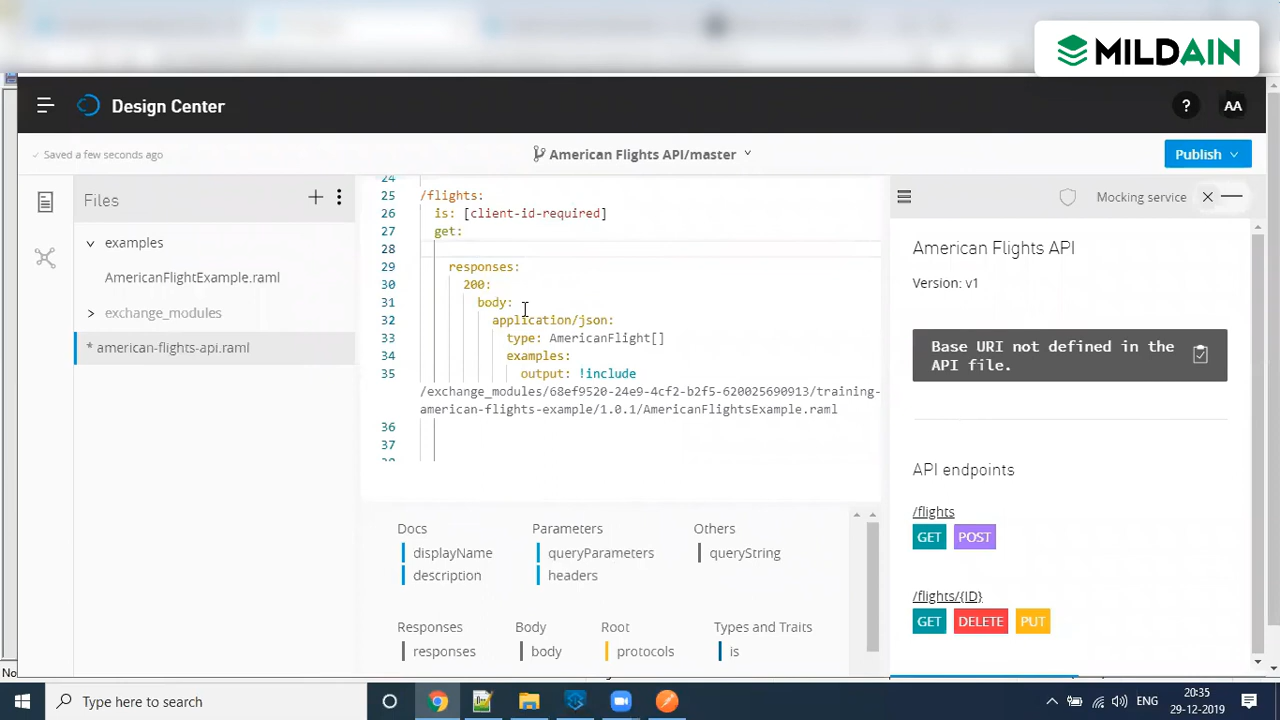 MILDAIN
Design Center
?
AA
Saved a few seconds ago
American Flights API/master
Publish
Files
examples
AmericanFlightExample.raml
exchange_modules
* american-flights-api.raml
24
25 /flights:
26 is: [client-id-required]
27 get:
28
29 responses:
30 200:
31 body:
32 application/json:
33 type: AmericanFlight[]
34 examples:
35 output: !include
/exchange_modules/68ef9520-24e9-4cf2-b2f5-620025690913/training-
american-flights-example/1.0.1/AmericanFlightsExample.raml
36
37
38
Docs
displayName
description
Parameters
queryParameters
headers
Others
queryString
Responses
responses
Body
body
Root
protocols
Types and Traits
is
Mocking service
American Flights API
Version: v1
Base URI not defined in the
API file.
API endpoints
/flights
GET POST
/flights/{ID}
GET DELETE PUT
No
Type here to search
ENG
20:35
29-12-2019